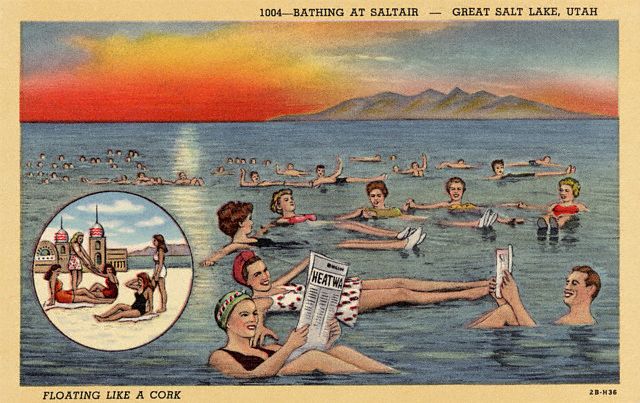 1004—BATHING AT SALTAIR — GREAT SALT LAKE, UTAH
HEATWA
FLOATING LIKE A CORK
2B-H36